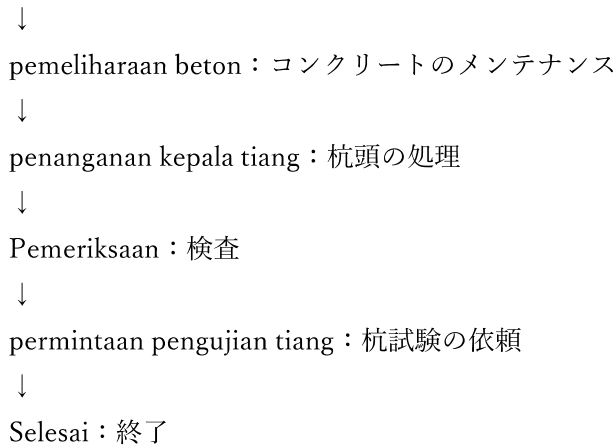 ↓
pemeliharaan beton：コンクリートのメンテナンス
↓
penanganan kepala tiang：杭頭の処理
↓
Pemeriksaan：検査
↓
permintaan pengujian tiang：杭試験の依頼
↓
Selesai：終了